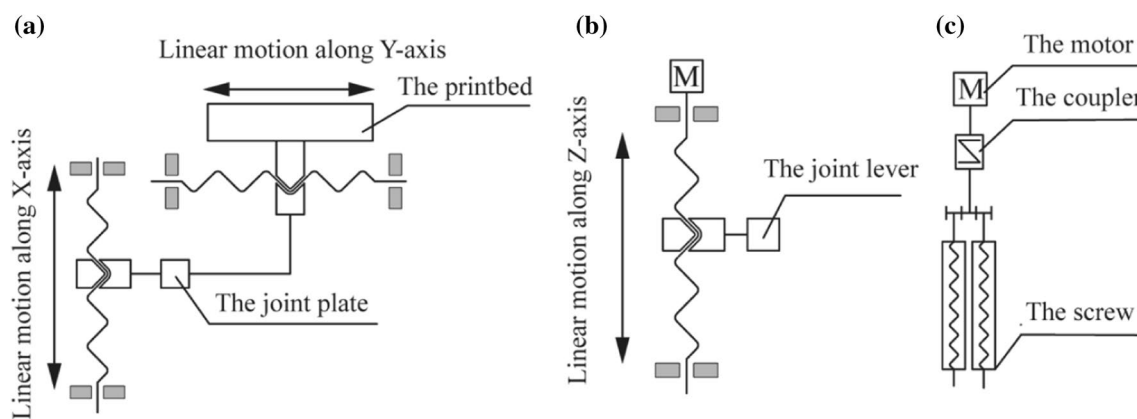 (a)
Linear motion along Y-axis
The printbed
Linear motion along X-axis
The joint plate
(b)
M
Linear motion along Z-axis
The joint lever
(c)
The motor
M
The coupler
The screw